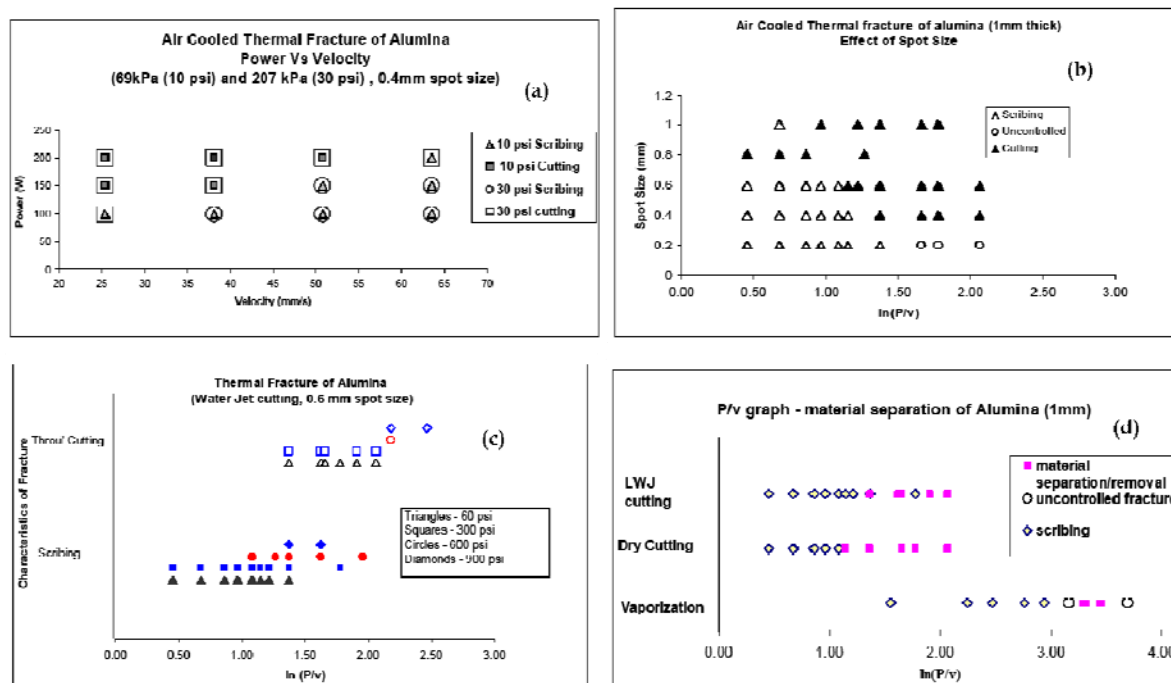 Air Cooled Thermal Fracture of Alumina
Power Vs Velocity
(69kPa (10 psi) and 207 kPa (30 psi) , 0.4mm spot size)
(a)
250
200
150
100
50
0
Power (W)
20 25 30 35 40 45 50 55 60 65 70
Velocity (mm/s)
10 psi Scribing
10 psi Cutting
30 psi Scribing
30 psi cutting
Air Cooled Thermal fracture of alumina (1mm thick)
Effect of Spot Size
(b)
1.2
1
0.8
0.6
0.4
0.2
0
Spot Size (mm)
0.00 0.50 1.00 1.50 2.00 2.50 3.00
ln(P/v)
Scribing
Uncontrolled
Cutting
Thermal Fracture of Alumina
(Water Jet cutting, 0.6 mm spot size)
(c)
Characteristics of Fracture
Throu' Cutting
Scribing
Triangles - 60 psi
Squares - 300 psi
Circles - 600 psi
Diamonds - 900 psi
0.00 0.50 1.00 1.50 2.00 2.50 3.00
ln (P/v)
P/v graph - material separation of Alumina (1mm)
(d)
LWJ
cutting
Dry Cutting
Vaporization
material
separation/removal
uncontrolled fracture
scribing
0.00 1.00 2.00 3.00 4.00
ln(P/v)